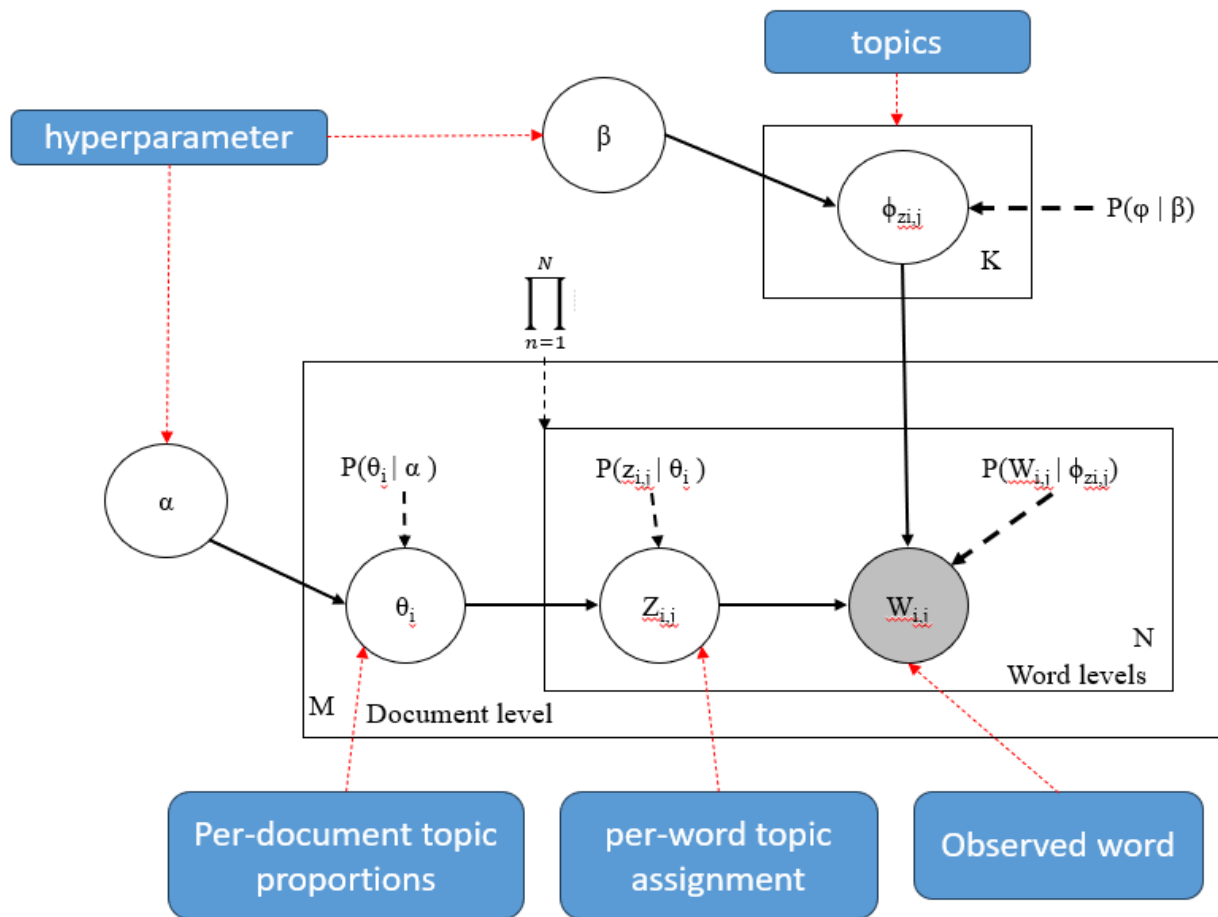 topics
hyperparameter
β
ϕzi,j
P(φ | β)
K
N
∏
n=1
P(θi | α )
P(zi,j | θi )
P(Wi,j | ϕzi,j)
α
θi
Zi,j
Wi,j
N
Word levels
M
Document level
Per-document topic
proportions
per-word topic
assignment
Observed word